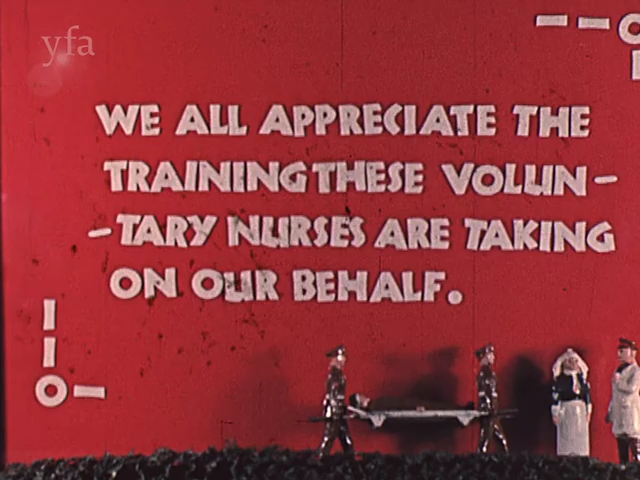 yfa
WE ALL APPRECIATE THE
TRAINING THESE VOLUN-
-TARY NURSES ARE TAKING
ON OUR BEHALF.